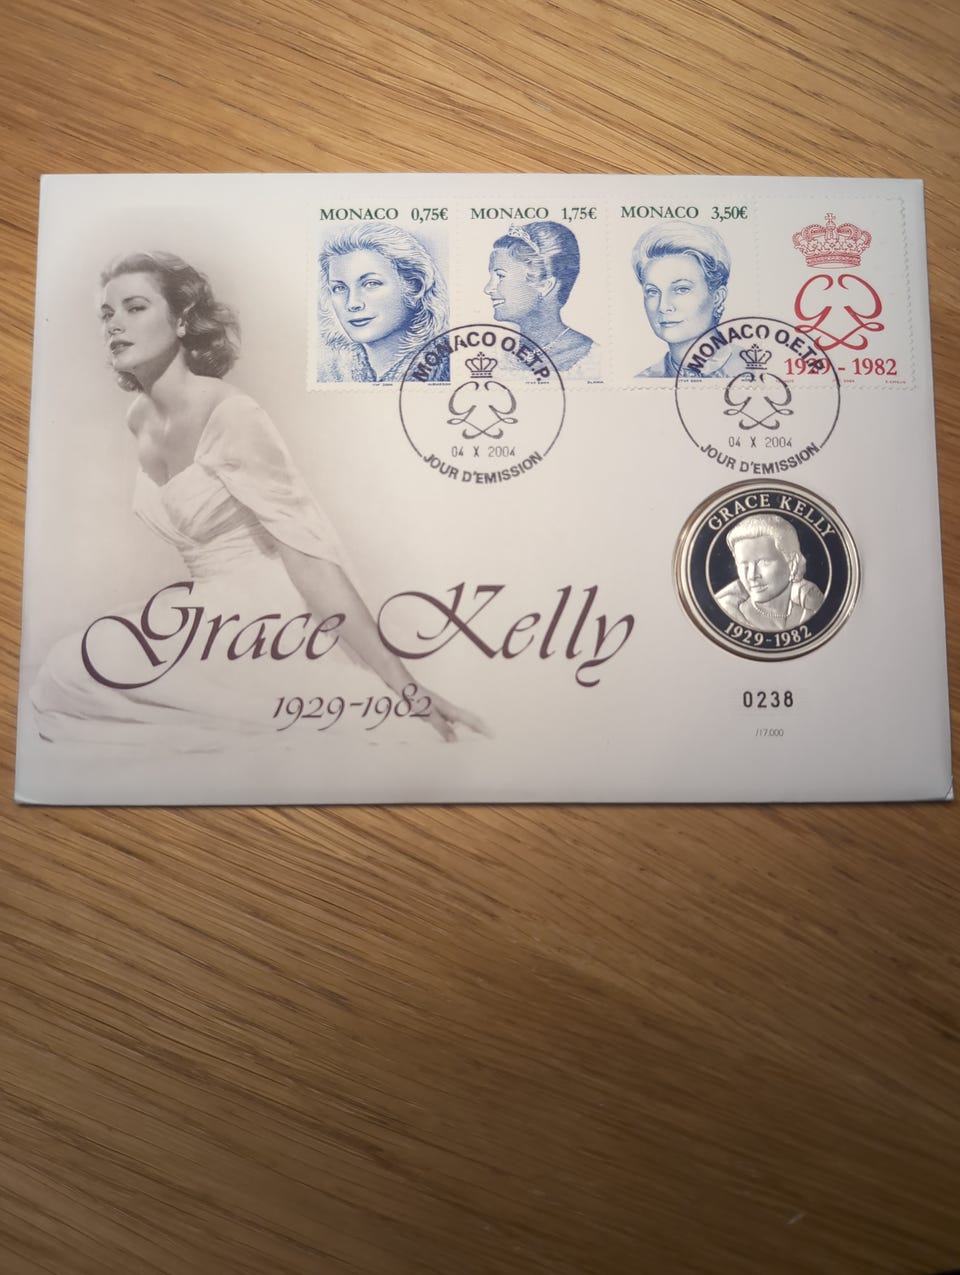 MONACO 0,75€
MONACO 1,75€
MONACO 3,50€
1929 - 1982
MONACO O.E.T.P.
04 X 2004
JOUR D'EMISSION
MONACO O.E.T.P.
04 X 2004
JOUR D'EMISSION
GRACE KELLY
1929-1982
Grace Kelly
1929-1982
0238
/17.000